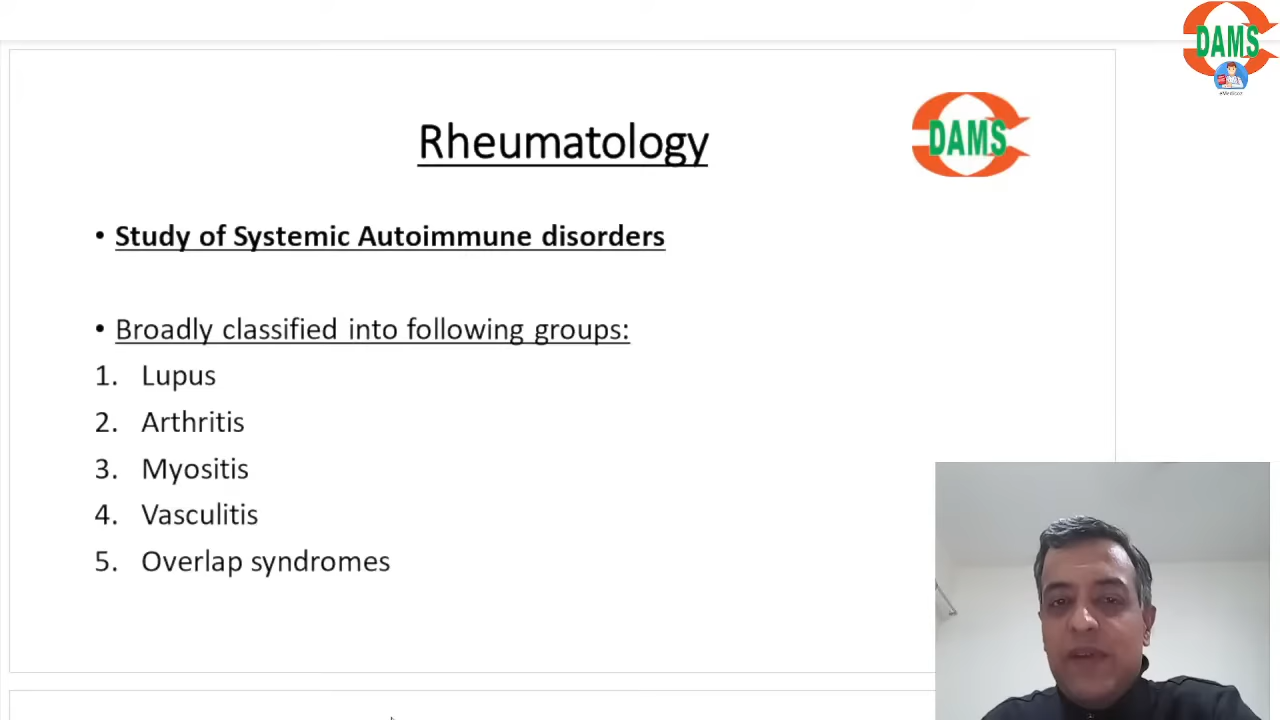 DAMS
Rheumatology
DAMS
• Study of Systemic Autoimmune disorders
• Broadly classified into following groups:
1. Lupus
2. Arthritis
3. Myositis
4. Vasculitis
5. Overlap syndromes